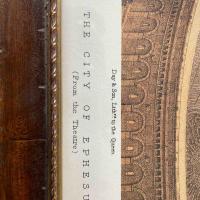 Day & Son, Lithrs to the Queen.
THE CITY OF EPHESU
(From the Theatre)